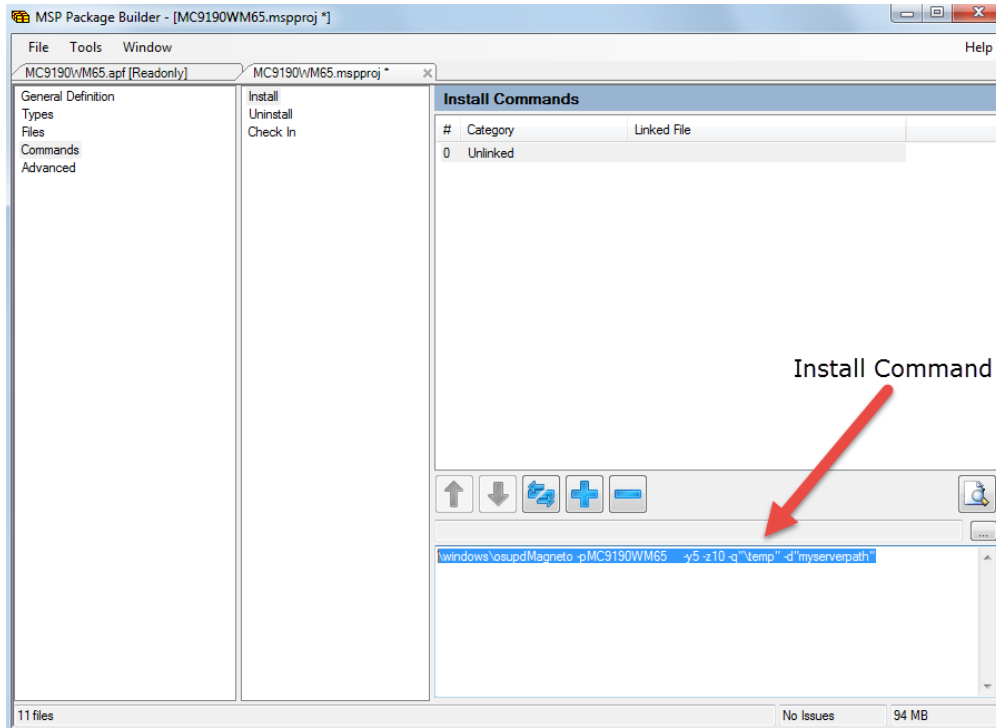 MSP Package Builder - [MC9190WM65.mspproj *]
File Tools Window Help
MC9190WM65.apf [Readonly] MC9190WM65.mspproj *
General Definition
Types
Files
Commands
Advanced
Install
Uninstall
Check In
Install Commands
# Category Linked File
0 Unlinked
Install Command
...
\windows\osupdMagneto -pMC9190WM65 -y5 -z10 -q"\temp" -d"myserverpath"
11 files No Issues 94 MB